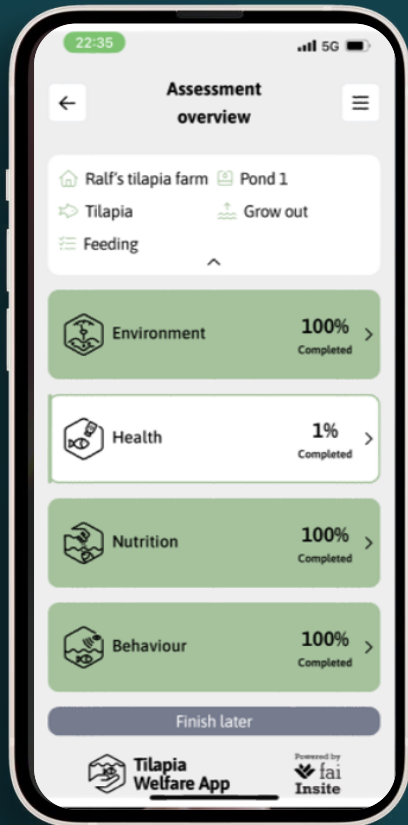 22:35
5G
Assessment
overview
Ralf's tilapia farm Pond 1
Tilapia Grow out
Feeding
Environment 100%
Completed
Health 1%
Completed
Nutrition 100%
Completed
Behaviour 100%
Completed
Finish later
Tilapia
Welfare App
Powered by
fai
Insite